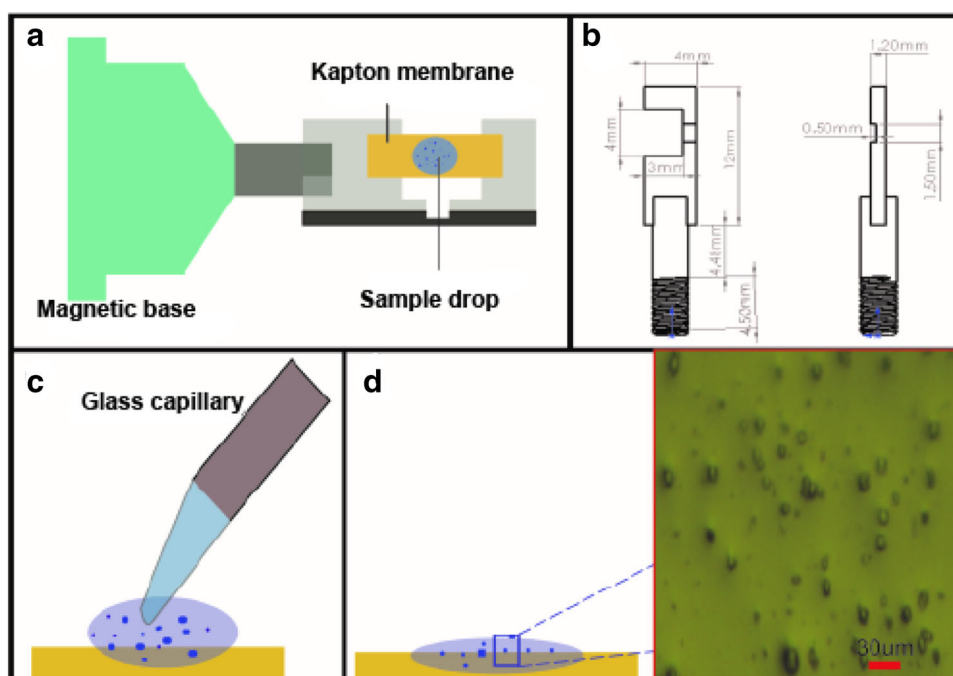 a
Kapton membrane
Magnetic base
Sample drop
b
4mm
1.20mm
4mm
3mm
12mm
4.48mm
4.50mm
0.50mm
1.50mm
c
Glass capillary
d
30um